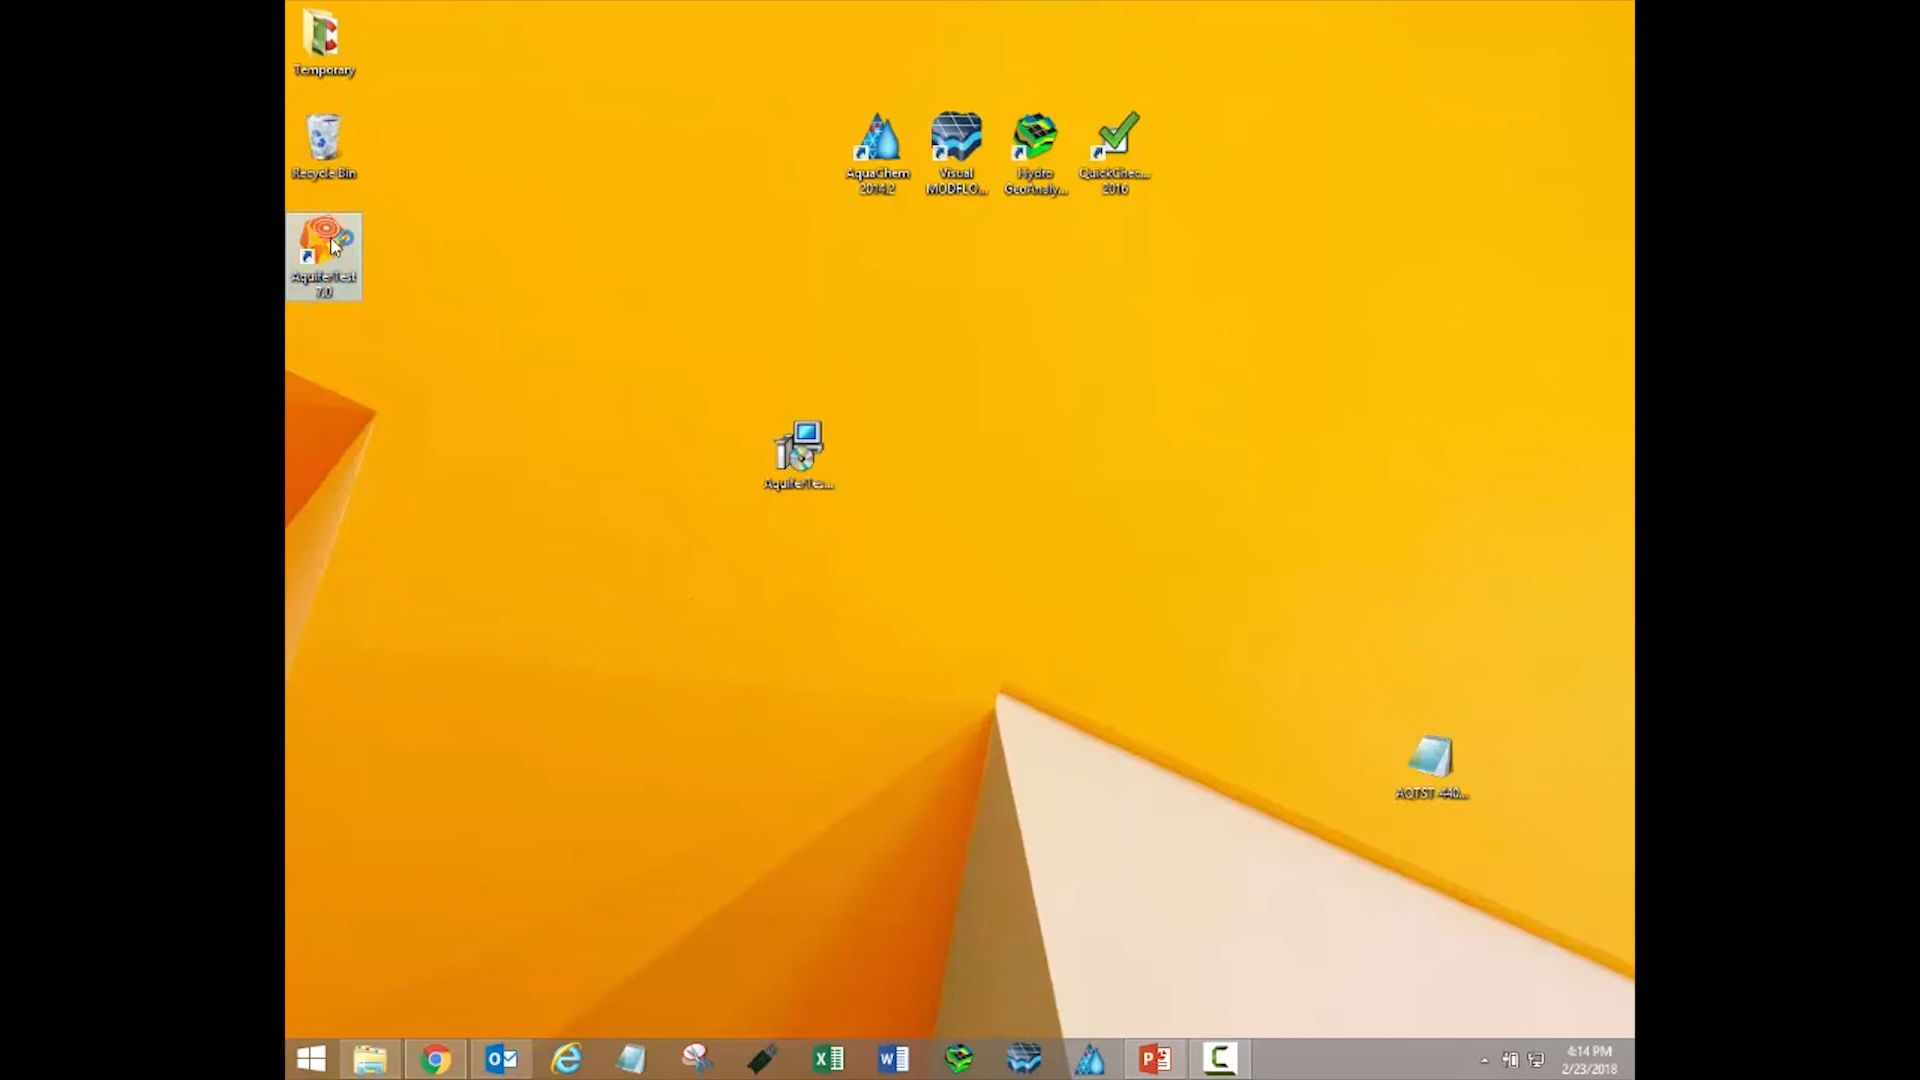 Temporary
Recycle Bin
AquiferTest
7.0
AquaChem
2014.2
Visual
MODFLO...
Hydro
GeoAnaly...
QuickChec...
2016
AquiferTes...
AQTST-440...
4:14 PM
2/23/2018